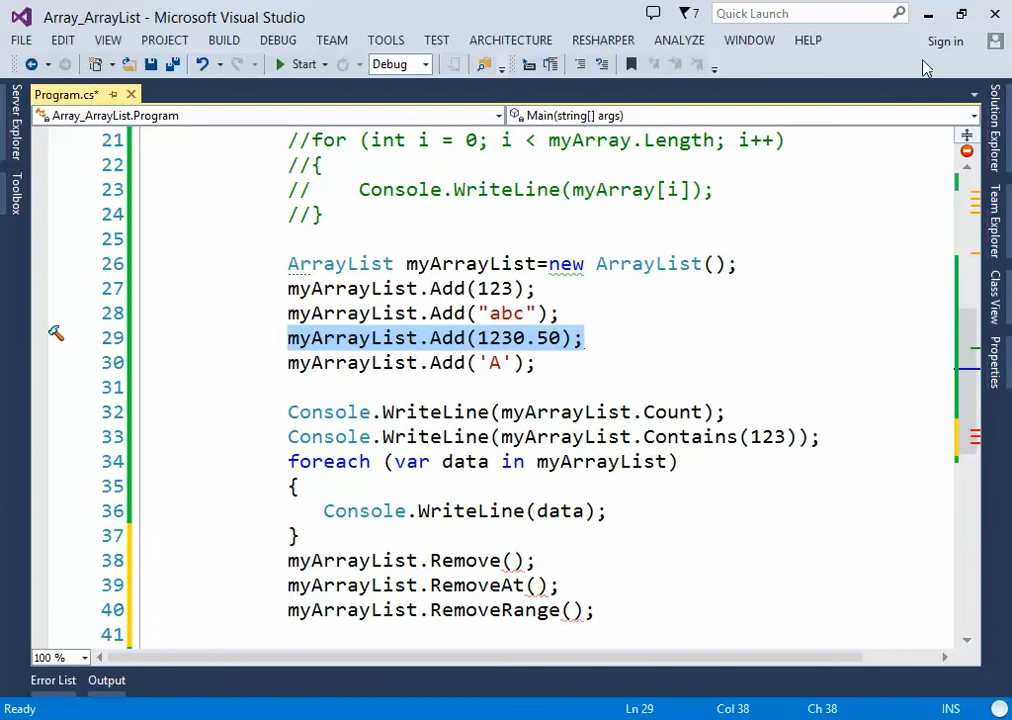 Array_ArrayList - Microsoft Visual Studio
7
Quick Launch
FILE EDIT VIEW PROJECT BUILD DEBUG TEAM TOOLS TEST ARCHITECTURE RESHARPER ANALYZE WINDOW HELP
Sign in
Start Debug
Program.cs*
Array_ArrayList.Program Main(string[] args)
21 //for (int i = 0; i < myArray.Length; i++)
22 //{
23 // Console.WriteLine(myArray[i]);
24 //}
25
26 ArrayList myArrayList=new ArrayList();
27 myArrayList.Add(123);
28 myArrayList.Add("abc");
29 myArrayList.Add(1230.50);
30 myArrayList.Add('A');
31
32 Console.WriteLine(myArrayList.Count);
33 Console.WriteLine(myArrayList.Contains(123));
34 foreach (var data in myArrayList)
35 {
36 Console.WriteLine(data);
37 }
38 myArrayList.Remove();
39 myArrayList.RemoveAt();
40 myArrayList.RemoveRange();
41
Server Explorer
Toolbox
Solution Explorer
Team Explorer
Class View
Properties
100 %
Error List Output
Ready Ln 29 Col 38 Ch 38 INS